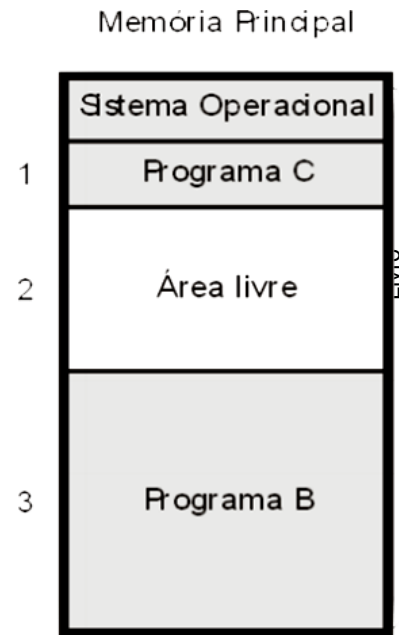 Memória Principal
Sistema Operacional
1 Programa C
2 Área livre
3 Programa B